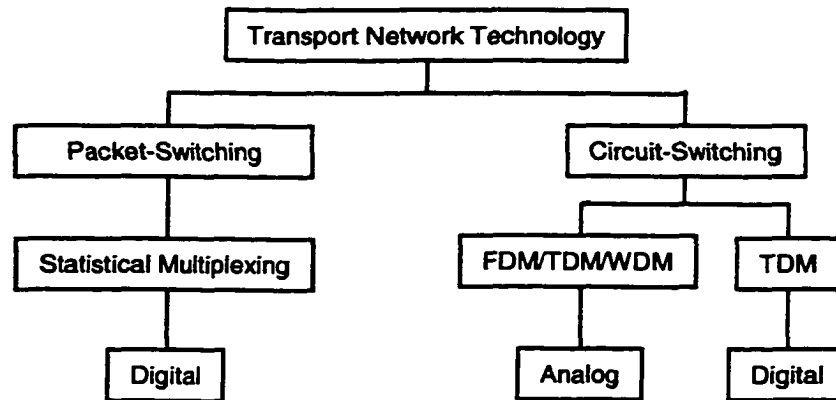 Transport Network Technology
Packet-Switching
Circuit-Switching
Statistical Multiplexing
FDM/TDM/WDM
TDM
Digital
Analog
Digital